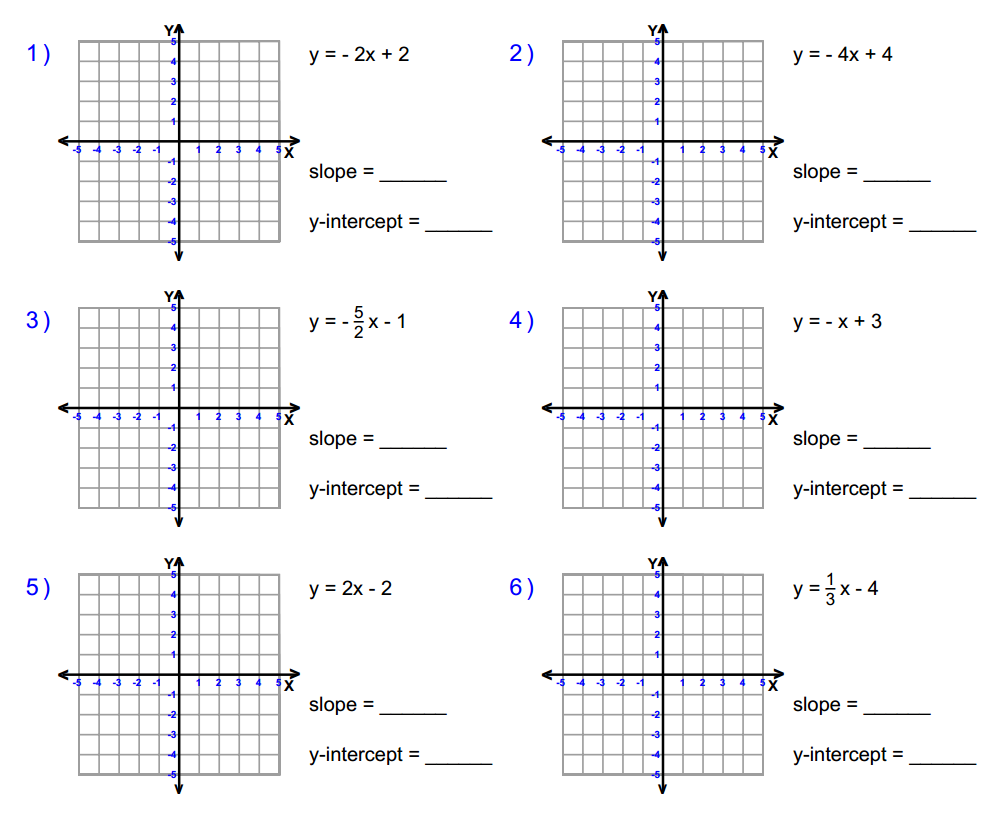 1)
Y
5
4
3
2
1
-5 -4 -3 -2 -1 1 2 3 4 5 X
-1
-2
-3
-4
-5
y = - 2x + 2
slope = ______
y-intercept = ______
2)
Y
5
4
3
2
1
-5 -4 -3 -2 -1 1 2 3 4 5 X
-1
-2
-3
-4
-5
y = - 4x + 4
slope = ______
y-intercept = ______
3)
Y
5
4
3
2
1
-5 -4 -3 -2 -1 1 2 3 4 5 X
-1
-2
-3
-4
-5
y = - 5/2 x - 1
slope = ______
y-intercept = ______
4)
Y
5
4
3
2
1
-5 -4 -3 -2 -1 1 2 3 4 5 X
-1
-2
-3
-4
-5
y = - x + 3
slope = ______
y-intercept = ______
5)
Y
5
4
3
2
1
-5 -4 -3 -2 -1 1 2 3 4 5 X
-1
-2
-3
-4
-5
y = 2x - 2
slope = ______
y-intercept = ______
6)
Y
5
4
3
2
1
-5 -4 -3 -2 -1 1 2 3 4 5 X
-1
-2
-3
-4
-5
y = 1/3 x - 4
slope = ______
y-intercept = ______